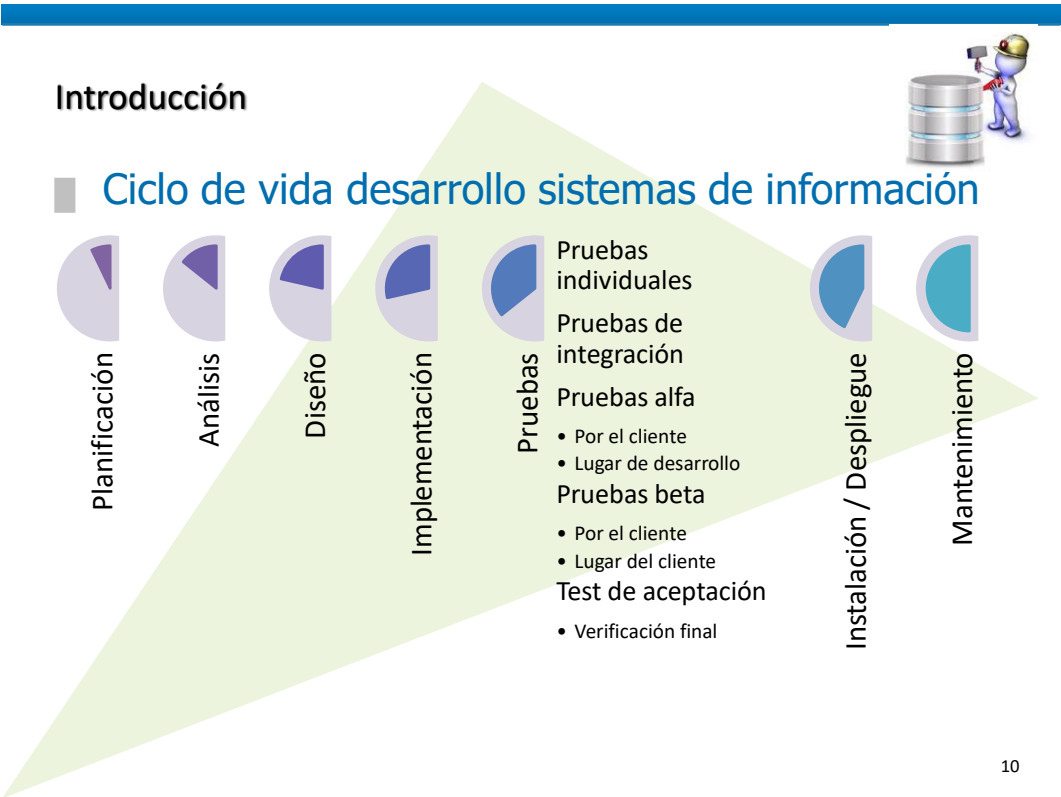 Introducción
Ciclo de vida desarrollo sistemas de información
Planificación
Análisis
Diseño
Implementación
Pruebas
Pruebas
individuales
Pruebas de
integración
Pruebas alfa
• Por el cliente
• Lugar de desarrollo
Pruebas beta
• Por el cliente
• Lugar del cliente
Test de aceptación
• Verificación final
Instalación / Despliegue
Mantenimiento
10